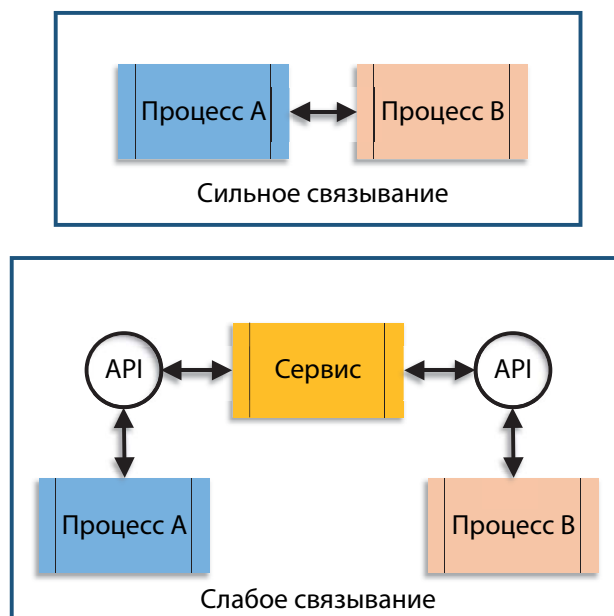 Процесс A
Процесс B
Сильное связывание
API
Сервис
API
Процесс A
Процесс B
Слабое связывание